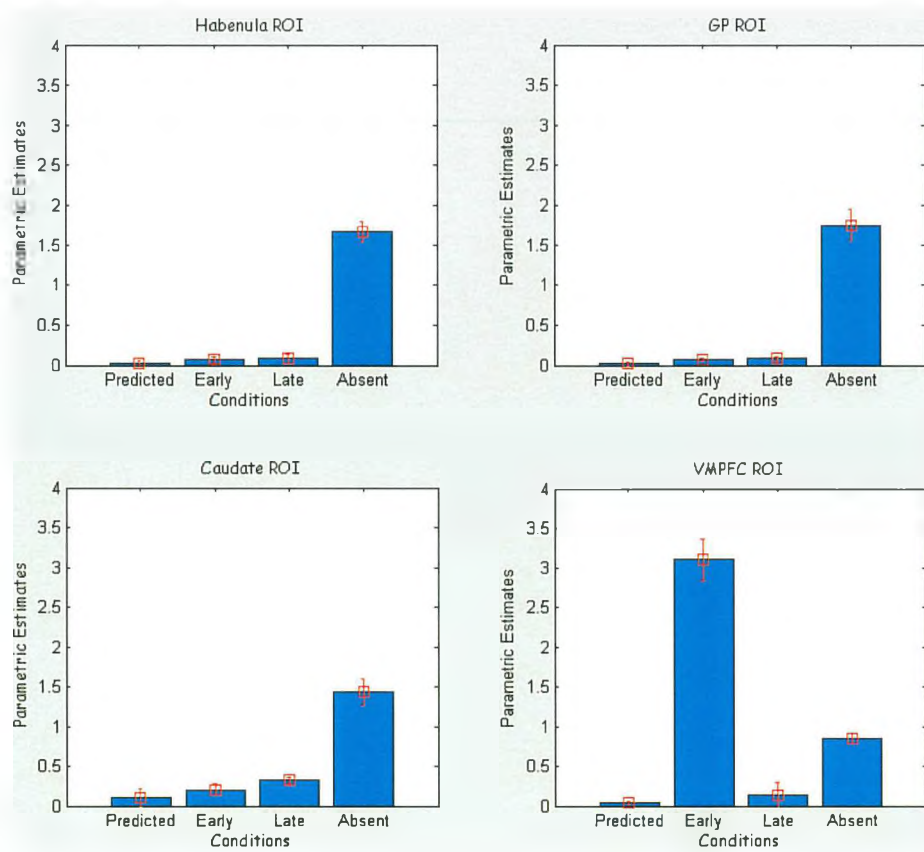 Habenula ROI
4
3.5
3
2.5
2
1.5
1
0.5
0
Parametric Estimates
Predicted Early Late Absent
Conditions
GP ROI
4
3.5
3
2.5
2
1.5
1
0.5
0
Parametric Estimates
Predicted Early Late Absent
Conditions
Caudate ROI
4
3.5
3
2.5
2
1.5
1
0.5
0
Parametric Estimates
Predicted Early Late Absent
Conditions
VMPFC ROI
4
3.5
3
2.5
2
1.5
1
0.5
0
Parametric Estimates
Predicted Early Late Absent
Conditions